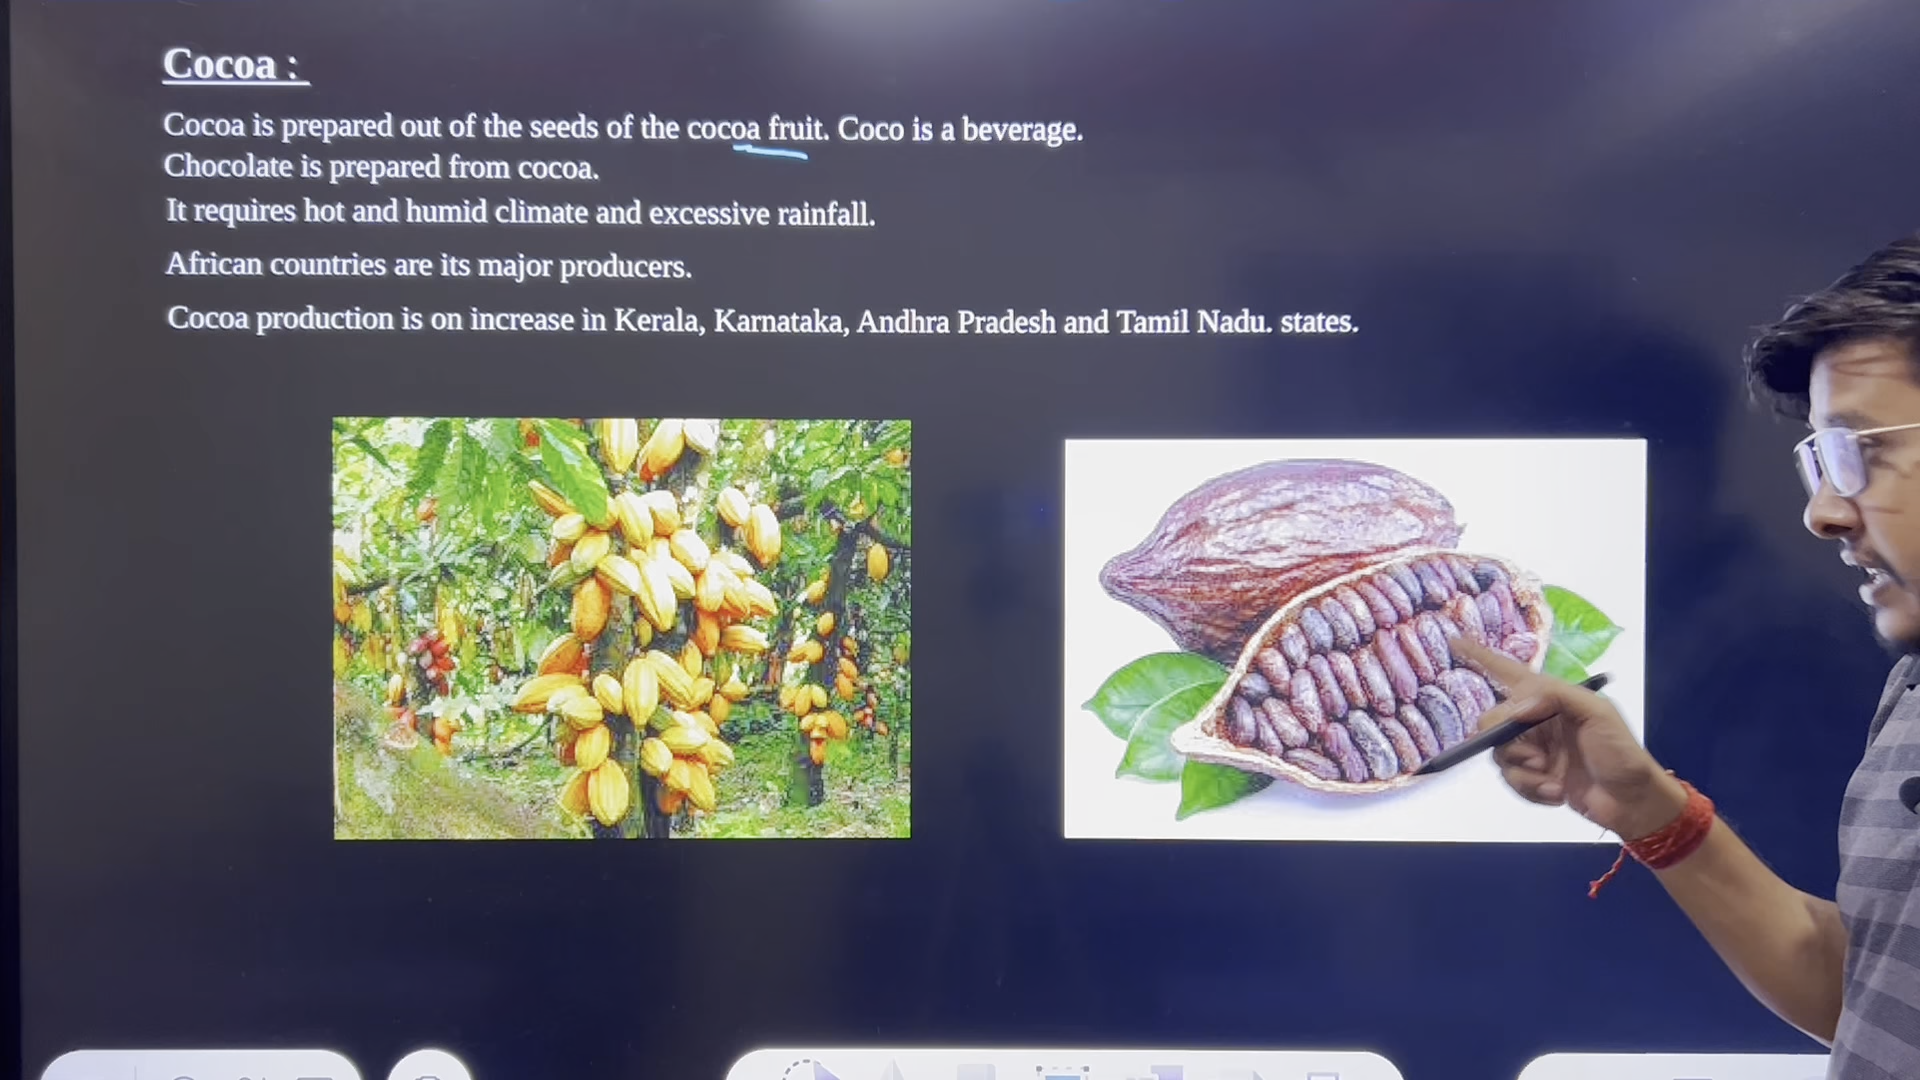 Cocoa :
Cocoa is prepared out of the seeds of the cocoa fruit. Coco is a beverage.
Chocolate is prepared from cocoa.
It requires hot and humid climate and excessive rainfall.
African countries are its major producers.
Cocoa production is on increase in Kerala, Karnataka, Andhra Pradesh and Tamil Nadu. states.